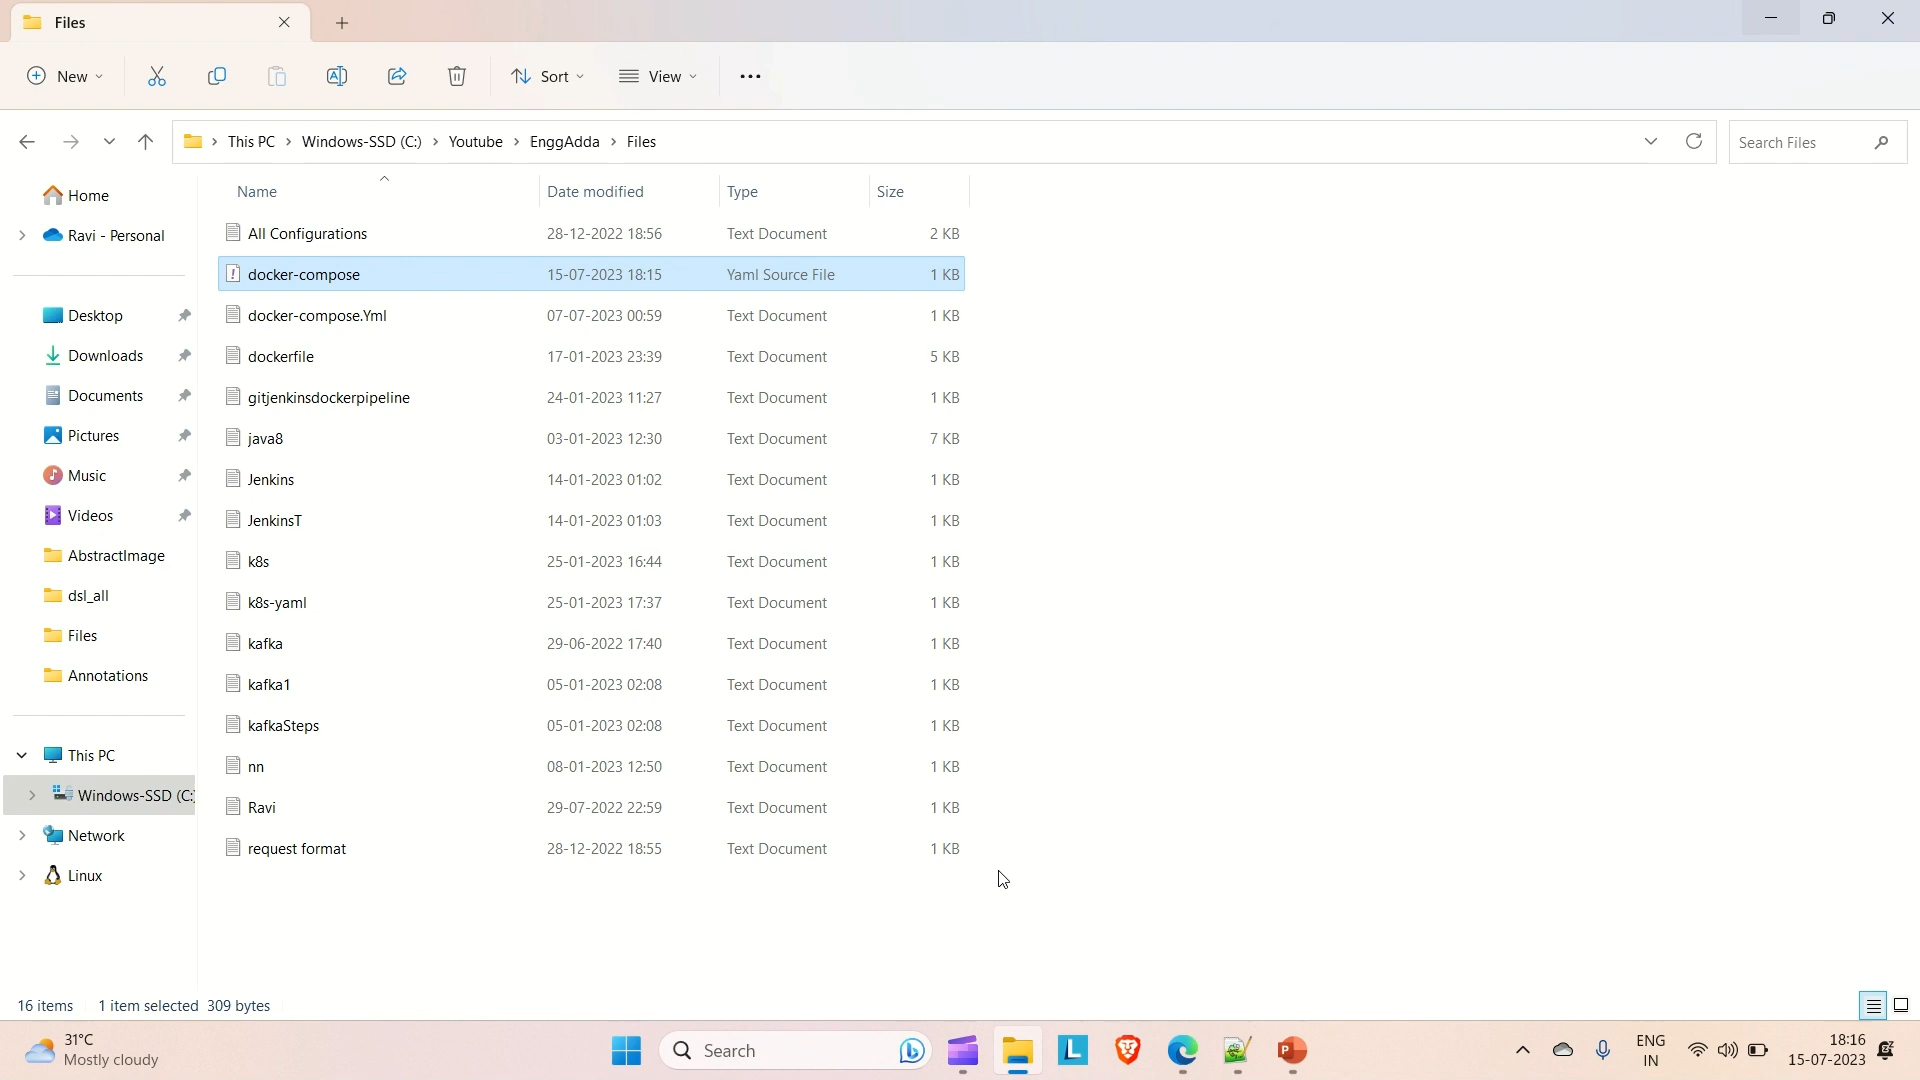 Files
New
Sort
View
This PC
Windows-SSD (C:)
Youtube
EnggAdda
Files
Search Files
Home
Ravi - Personal
Desktop
Downloads
Documents
Pictures
Music
Videos
AbstractImage
dsl_all
Files
Annotations
This PC
Windows-SSD (C:
Network
Linux
Name Date modified Type Size
All Configurations 28-12-2022 18:56 Text Document 2 KB
docker-compose 15-07-2023 18:15 Yaml Source File 1 KB
docker-compose.Yml 07-07-2023 00:59 Text Document 1 KB
dockerfile 17-01-2023 23:39 Text Document 5 KB
gitjenkinsdockerpipeline 24-01-2023 11:27 Text Document 1 KB
java8 03-01-2023 12:30 Text Document 7 KB
Jenkins 14-01-2023 01:02 Text Document 1 KB
JenkinsT 14-01-2023 01:03 Text Document 1 KB
k8s 25-01-2023 16:44 Text Document 1 KB
k8s-yaml 25-01-2023 17:37 Text Document 1 KB
kafka 29-06-2022 17:40 Text Document 1 KB
kafka1 05-01-2023 02:08 Text Document 1 KB
kafkaSteps 05-01-2023 02:08 Text Document 1 KB
nn 08-01-2023 12:50 Text Document 1 KB
Ravi 29-07-2022 22:59 Text Document 1 KB
request format 28-12-2022 18:55 Text Document 1 KB
16 items 1 item selected 309 bytes
31°C
Mostly cloudy
Search
ENG
IN
18:16
15-07-2023